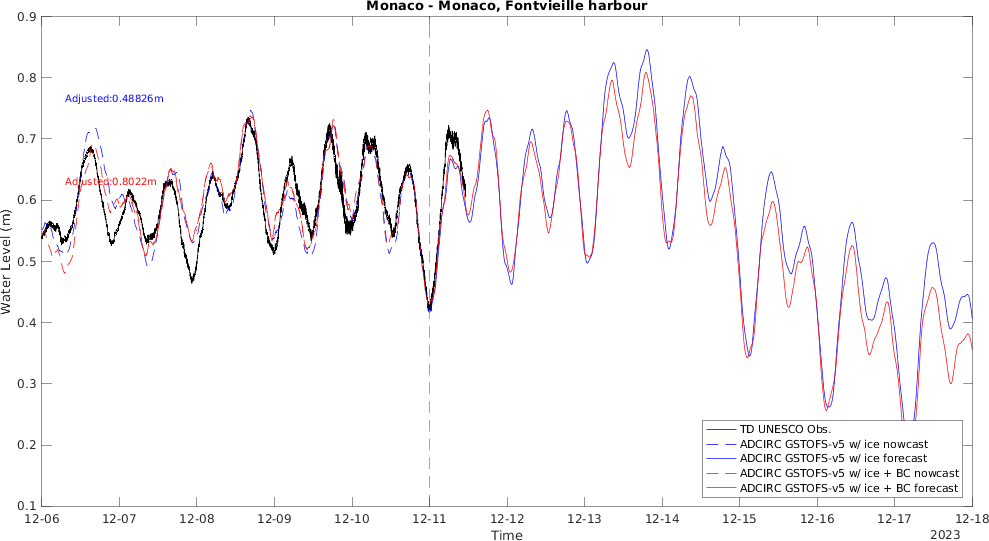 Monaco - Monaco, Fontvieille harbour
0.9
0.8
0.7
0.6
0.5
0.4
0.3
0.2
0.1
Water Level (m)
Adjusted:0.48826m
Adjusted:0.8022m
TD UNESCO Obs.
ADCIRC GSTOFS-v5 w/ ice nowcast
ADCIRC GSTOFS-v5 w/ ice forecast
ADCIRC GSTOFS-v5 w/ ice + BC nowcast
ADCIRC GSTOFS-v5 w/ ice + BC forecast
12-06 12-07 12-08 12-09 12-10 12-11 12-12 12-13 12-14 12-15 12-16 12-17 12-18
Time
2023